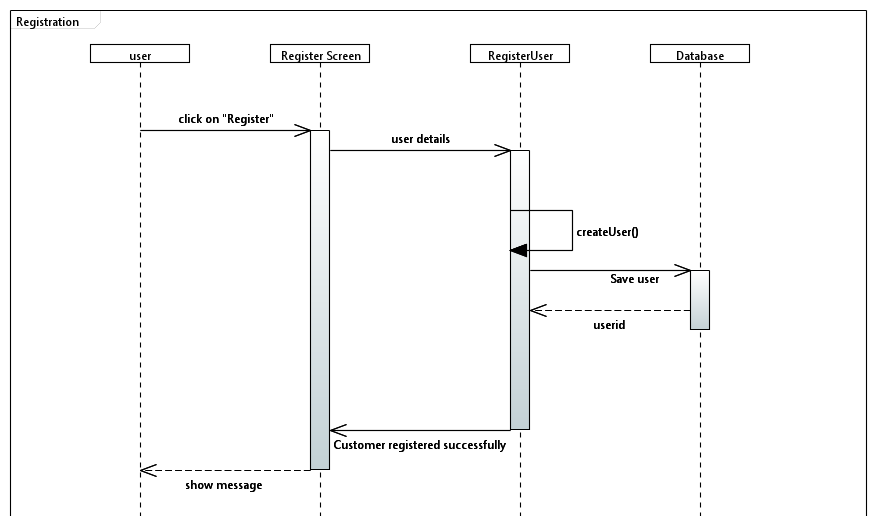 Registration
user
Register Screen
RegisterUser
Database
click on "Register"
user details
createUser()
Save user
userid
Customer registered successfully
show message